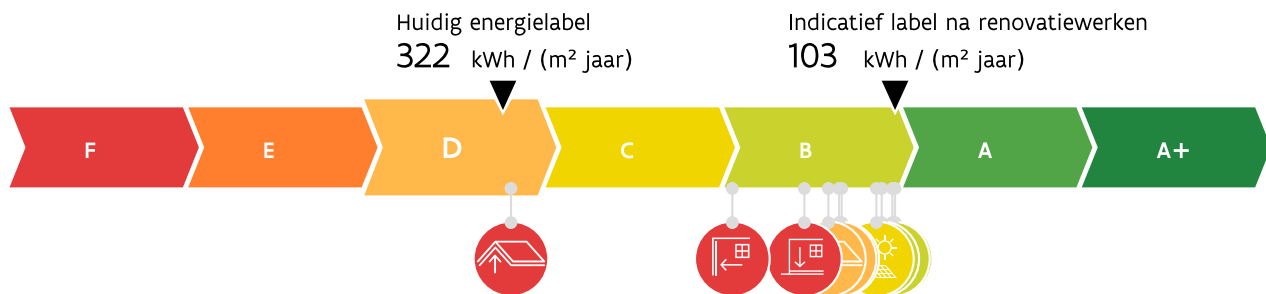 Huidig energielabel
322 kWh / (m² jaar)
Indicatief label na renovatiewerken
103 kWh / (m² jaar)
F E D C B A A+